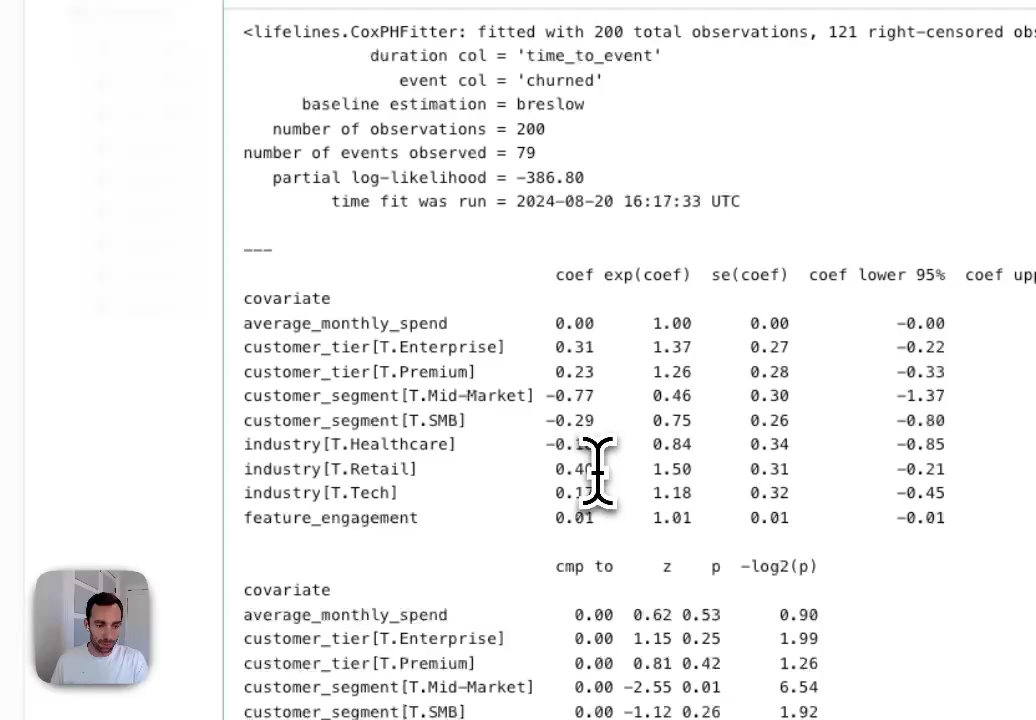 <lifelines.CoxPHFitter: fitted with 200 total observations, 121 right-censored
duration col = 'time_to_event'
event col = 'churned'
baseline estimation = breslow
number of observations = 200
number of events observed = 79
partial log-likelihood = -386.80
time fit was run = 2024-08-20 16:17:33 UTC
---
coef exp(coef) se(coef) coef lower 95% coef
covariate
average_monthly_spend 0.00 1.00 0.00 -0.00
customer_tier[T.Enterprise] 0.31 1.37 0.27 -0.22
customer_tier[T.Premium] 0.23 1.26 0.28 -0.33
customer_segment[T.Mid-Market] -0.77 0.46 0.30 -1.37
customer_segment[T.SMB] -0.29 0.75 0.26 -0.80
industry[T.Healthcare] 0.84 0.34 -0.85
industry[T.Retail] 1.50 0.31 -0.21
industry[T.Tech] 0.17 1.18 0.32 -0.45
feature_engagement 0.01 1.01 0.01 -0.01
cmp to z p -log2(p)
covariate
average_monthly_spend 0.00 0.62 0.53 0.90
customer_tier[T.Enterprise] 0.00 1.15 0.25 1.99
customer_tier[T.Premium] 0.00 0.81 0.42 1.26
customer_segment[T.Mid-Market] 0.00 -2.55 0.01 6.54
customer_segment[T.SMB] 0.00 -1.12 0.26 1.92